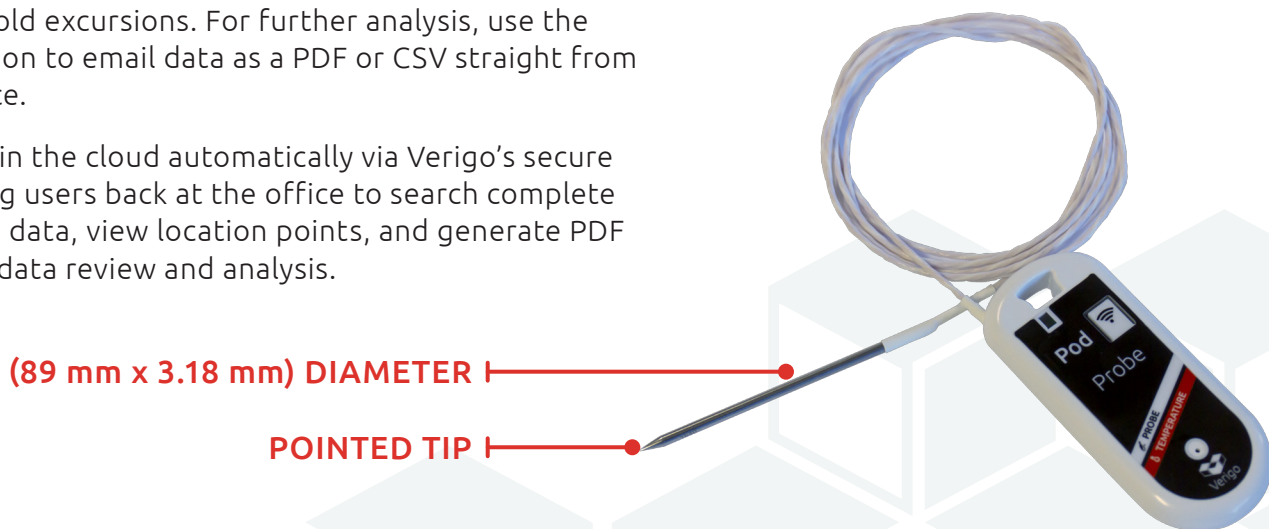 old excursions. For further analysis, use the
on to email data as a PDF or CSV straight from
e.
in the cloud automatically via Verigo’s secure
g users back at the office to search complete
data, view location points, and generate PDF
data review and analysis.
(89 mm x 3.18 mm) DIAMETER
POINTED TIP
Pod
Probe
PROBE
TEMPERATURE
Verigo